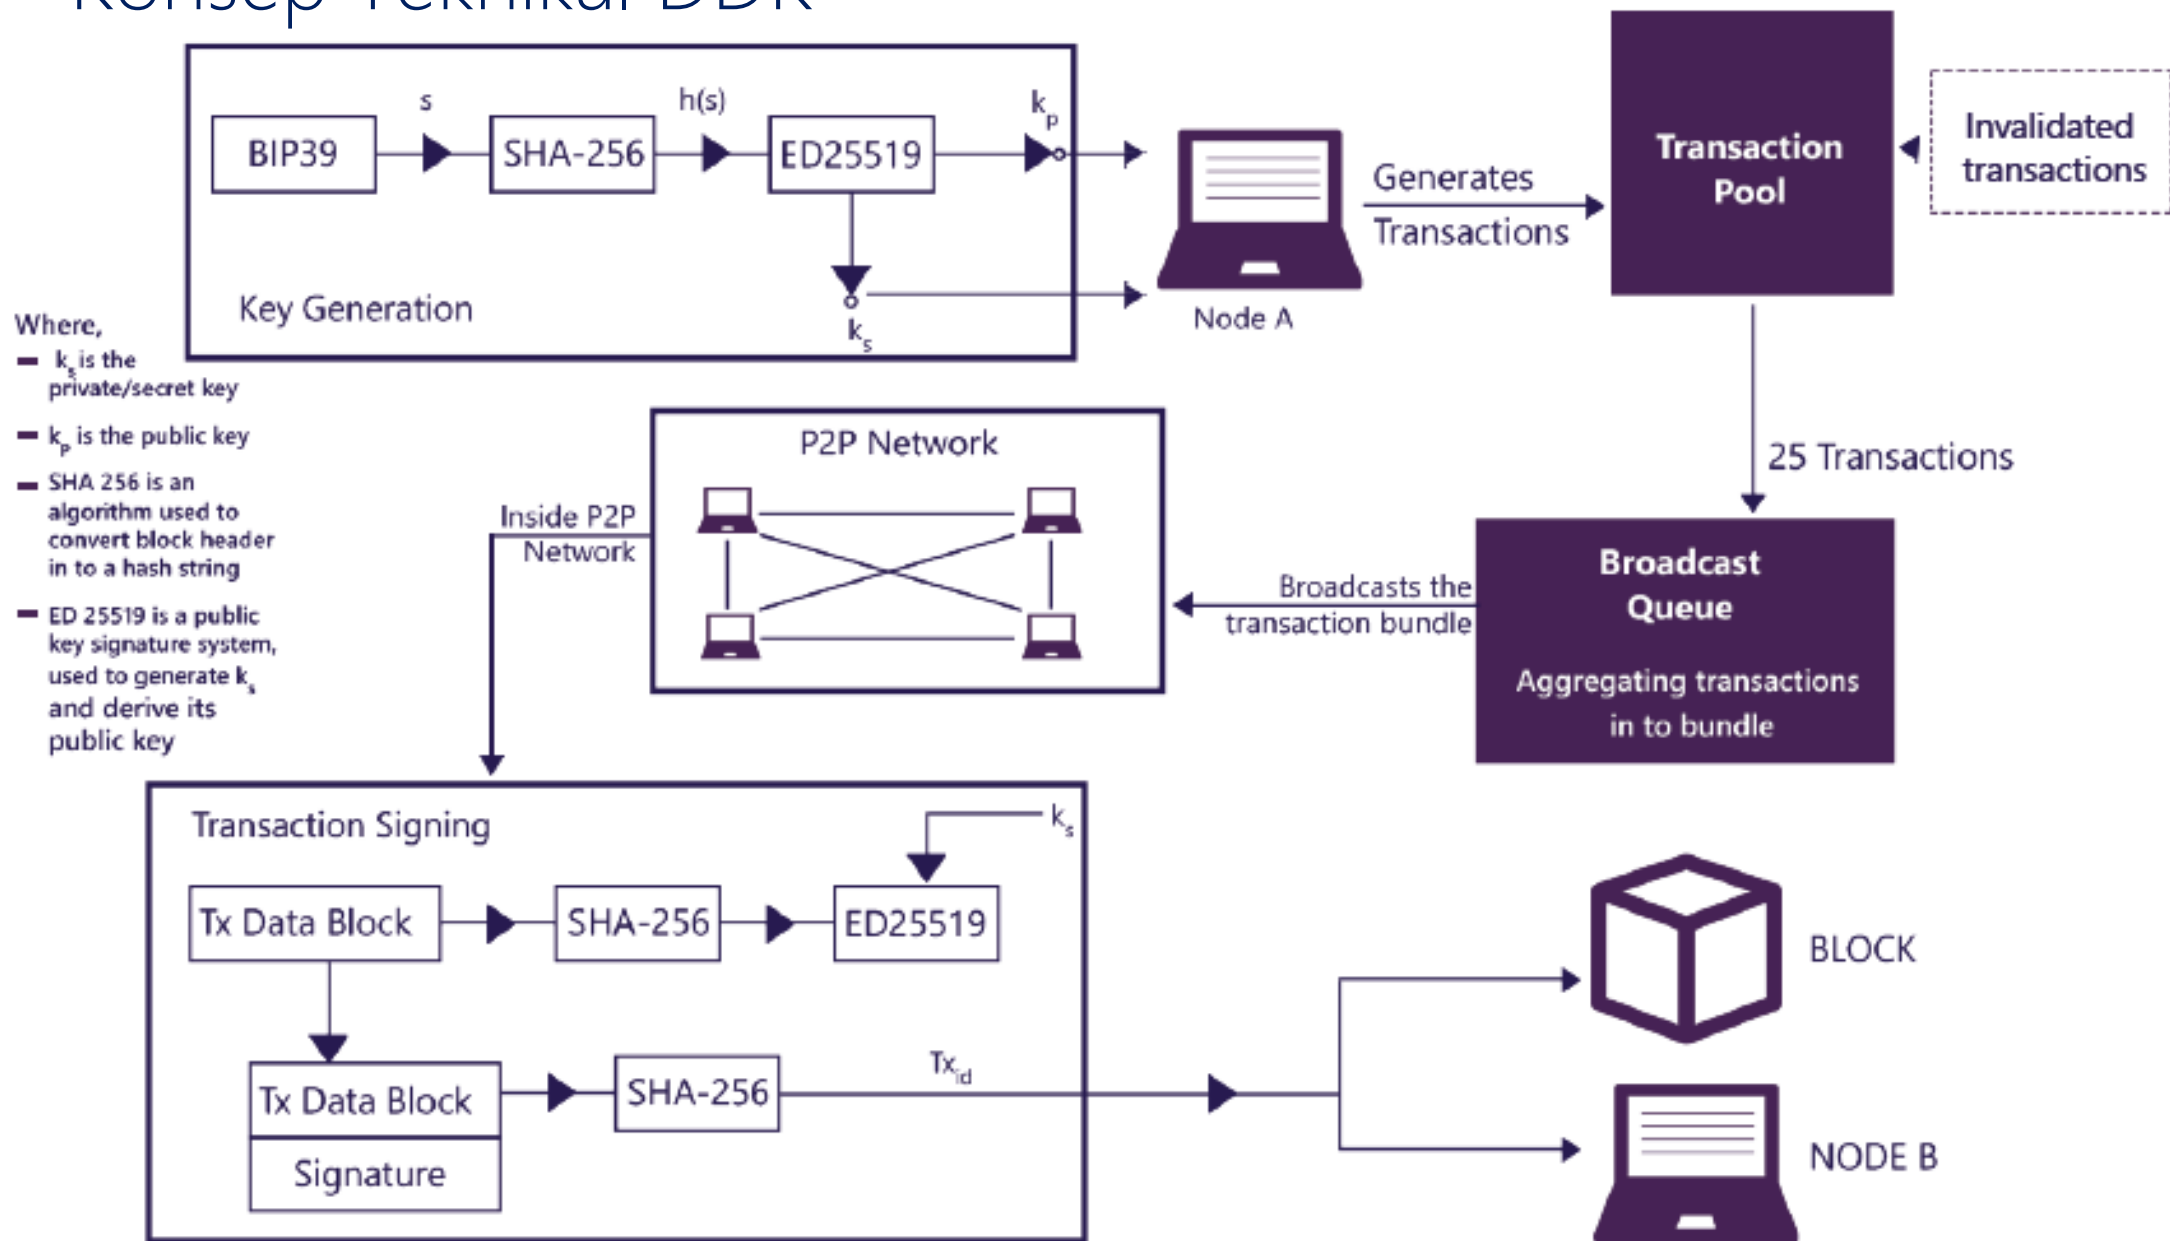 Konsep Teknikal DDK
s
h(s)
kp
BIP39
SHA-256
ED25519
Key Generation
ks
Node A
Generates
Transactions
Transaction
Pool
Invalidated
transactions
25 Transactions
Where,
ks is the
private/secret key
kp is the public key
SHA 256 is an
algorithm used to
convert block header
in to a hash string
ED 25519 is a public
key signature system,
used to generate ks
and derive its
public key
P2P Network
Inside P2P
Network
Broadcasts the
transaction bundle
Broadcast
Queue
Aggregating transactions
in to bundle
Transaction Signing
ks
Tx Data Block
SHA-256
ED25519
Tx Data Block
Signature
SHA-256
Txid
BLOCK
NODE B